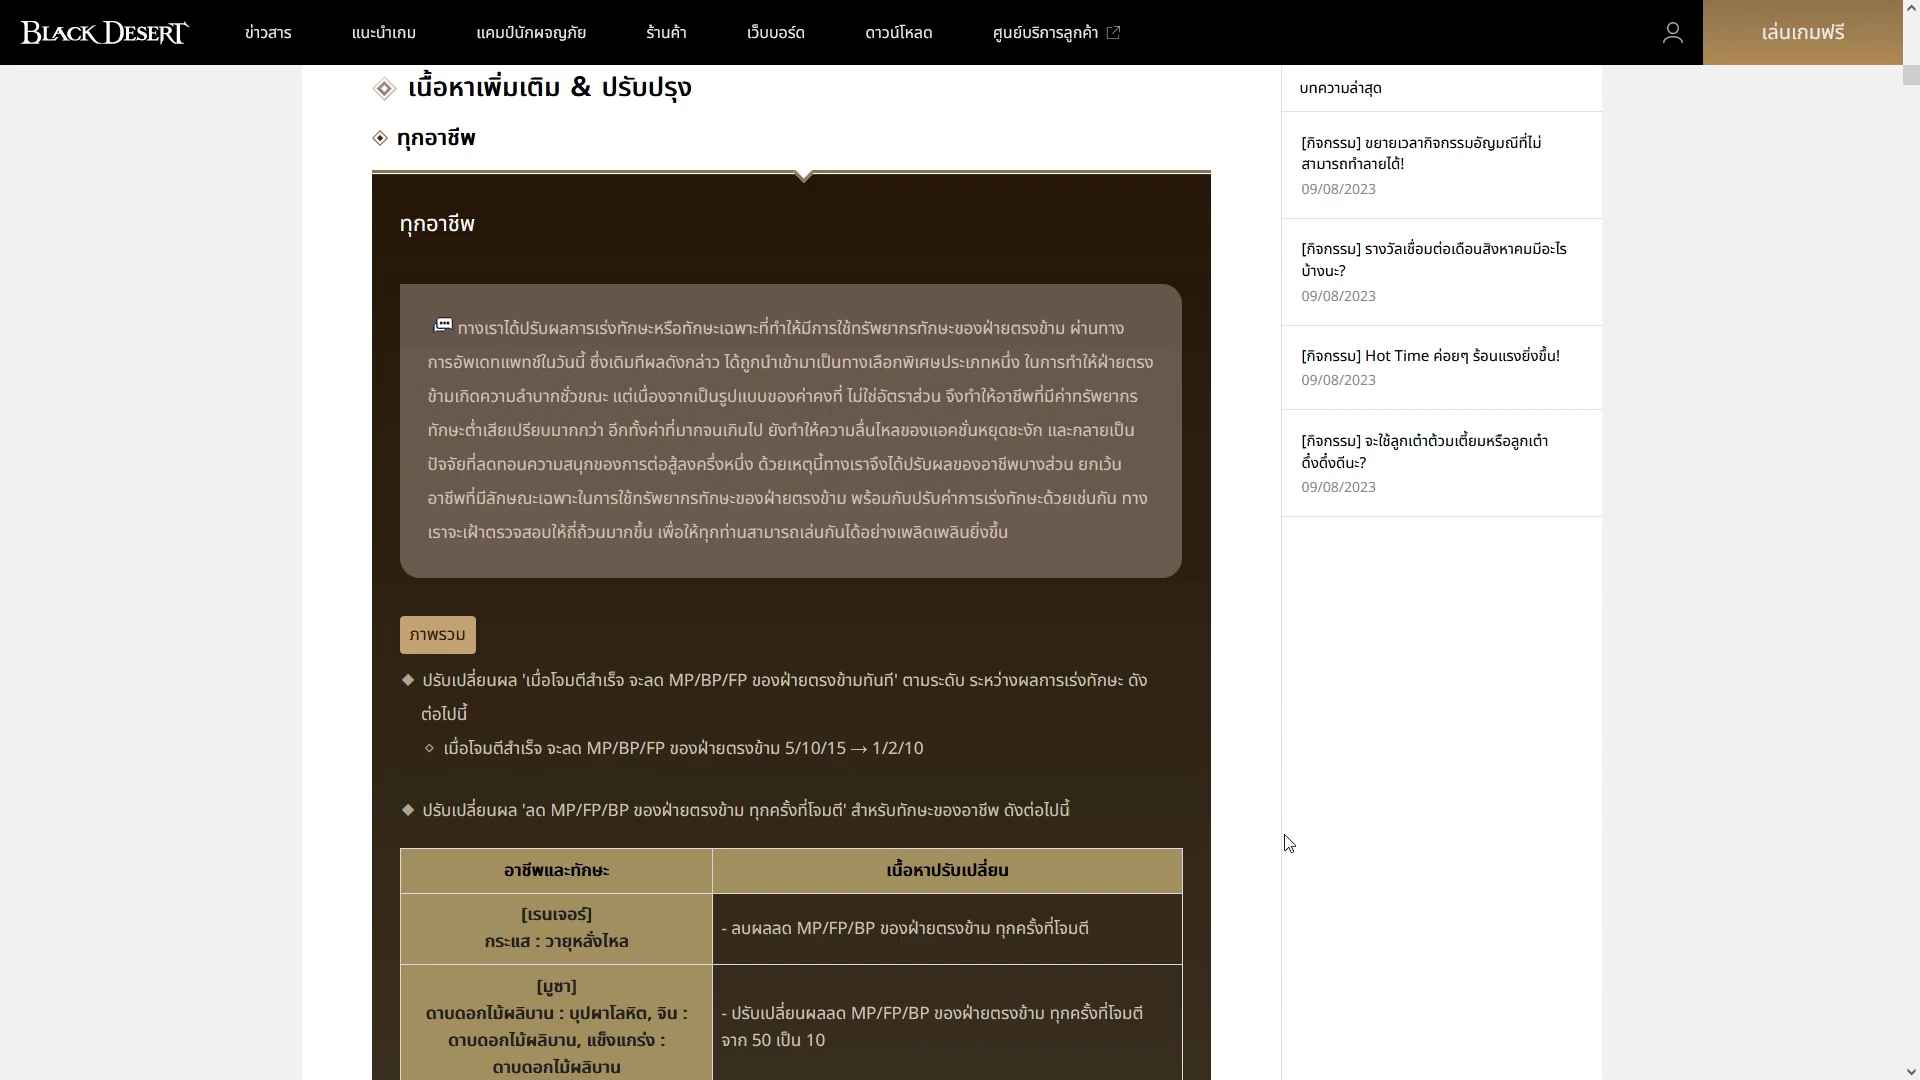 BLACK DESERT
ข่าวสาร
แนะนำเกม
แคมป์นักผจญภัย
ร้านค้า
เว็บบอร์ด
ดาวน์โหลด
ศูนย์บริการลูกค้า
เล่นเกมฟรี
เนื้อหาเพิ่มเติม & ปรับปรุง
ทุกอาชีพ
ทุกอาชีพ
ทางเราได้ปรับผลการเร่งทักษะหรือทักษะเฉพาะที่ทำให้มีการใช้ทรัพยากรทักษะของฝ่ายตรงข้าม ผ่านทาง
การอัพเดทแพทช์ในวันนี้ ซึ่งเดิมทีผลดังกล่าว ได้ถูกนำเข้ามาเป็นทางเลือกพิเศษประเภทหนึ่ง ในการทำให้ฝ่ายตรง
ข้ามเกิดความลำบากชั่วขณะ แต่เนื่องจากเป็นรูปแบบของค่าคงที่ ไม่ใช่อัตราส่วน จึงทำให้อาชีพที่มีค่าทรัพยากร
ทักษะต่ำเสียเปรียบมากกว่า อีกทั้งค่าที่มากจนเกินไป ยังทำให้ความลื่นไหลของแอคชั่นหยุดชะงัก และกลายเป็น
ปัจจัยที่ลดทอนความสนุกของการต่อสู้ลงครึ่งหนึ่ง ด้วยเหตุนี้ทางเราจึงได้ปรับผลของอาชีพบางส่วน ยกเว้น
อาชีพที่มีลักษณะเฉพาะในการใช้ทรัพยากรทักษะของฝ่ายตรงข้าม พร้อมกับปรับค่าการเร่งทักษะด้วยเช่นกัน ทาง
เราจะเฝ้าตรวจสอบให้ถี่ถ้วนมากขึ้น เพื่อให้ทุกท่านสามารถเล่นกันได้อย่างเพลิดเพลินยิ่งขึ้น
ภาพรวม
ปรับเปลี่ยนผล 'เมื่อโจมตีสำเร็จ จะลด MP/BP/FP ของฝ่ายตรงข้ามทันที' ตามระดับ ระหว่างผลการเร่งทักษะ ดัง
ต่อไปนี้
เมื่อโจมตีสำเร็จ จะลด MP/BP/FP ของฝ่ายตรงข้าม 5/10/15 → 1/2/10
ปรับเปลี่ยนผล 'ลด MP/FP/BP ของฝ่ายตรงข้าม ทุกครั้งที่โจมตี' สำหรับทักษะของอาชีพ ดังต่อไปนี้
อาชีพและทักษะ
เนื้อหาปรับเปลี่ยน
[เรนเจอร์]
กระแส : วายุหลั่งไหล
- ลบผลลด MP/FP/BP ของฝ่ายตรงข้าม ทุกครั้งที่โจมตี
[มูซา]
ดาบดอกไม้ผลิบาน : บุปผาโลหิต, จิน :
ดาบดอกไม้ผลิบาน, แข็งแกร่ง :
ดาบดอกไม้ผลิบาน
- ปรับเปลี่ยนผลลด MP/FP/BP ของฝ่ายตรงข้าม ทุกครั้งที่โจมตี
จาก 50 เป็น 10
บทความล่าสุด
[กิจกรรม] ขยายเวลากิจกรรมอัญมณีที่ไม่
สามารถทำลายได้!
09/08/2023
[กิจกรรม] รางวัลเชื่อมต่อเดือนสิงหาคมมีอะไร
บ้างนะ?
09/08/2023
[กิจกรรม] Hot Time ค่อยๆ ร้อนแรงยิ่งขึ้น!
09/08/2023
[กิจกรรม] จะใช้ลูกเต๋าต้วมเตี้ยมหรือลูกเต๋า
ดึ๋งดึ๋งดีนะ?
09/08/2023